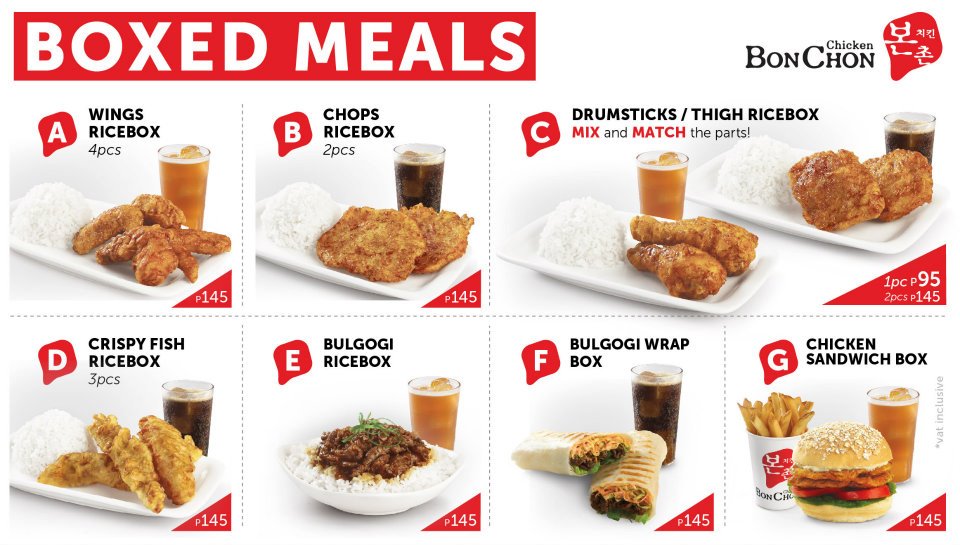 BOXED MEALS
Chicken
BONCHON
본 치킨
촌
A
WINGS
RICEBOX
4pcs
P145
B
CHOPS
RICEBOX
2pcs
P145
C
DRUMSTICKS / THIGH RICEBOX
MIX and MATCH the parts!
1pc P95
2pcs P145
D
CRISPY FISH
RICEBOX
3pcs
P145
E
BULGOGI
RICEBOX
P145
F
BULGOGI WRAP
BOX
P145
G
CHICKEN
SANDWICH BOX
본
BONCHO
P145
*vat inclusive